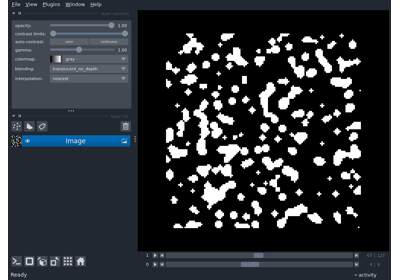 File View Plugins Window Help
opacity: 1.00
contrast limits:
auto-contrast: once continuous
gamma: 1.00
colormap: gray
blending: translucent_no_depth
interpolation: nearest
Image
1
0
Ready activity